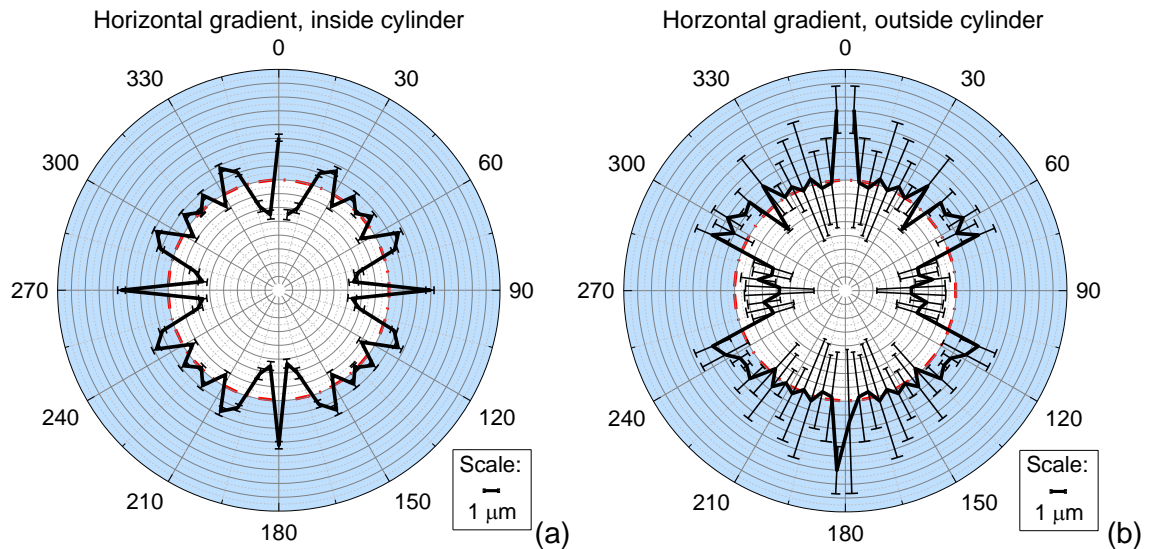 Horizontal gradient, inside cylinder
0
330 30
300 60
270 90
240 120
210 150
180
Scale:
1 μm
(a)
Horzontal gradient, outside cylinder
0
330 30
300 60
270 90
240 120
210 150
180
Scale:
1 μm
(b)